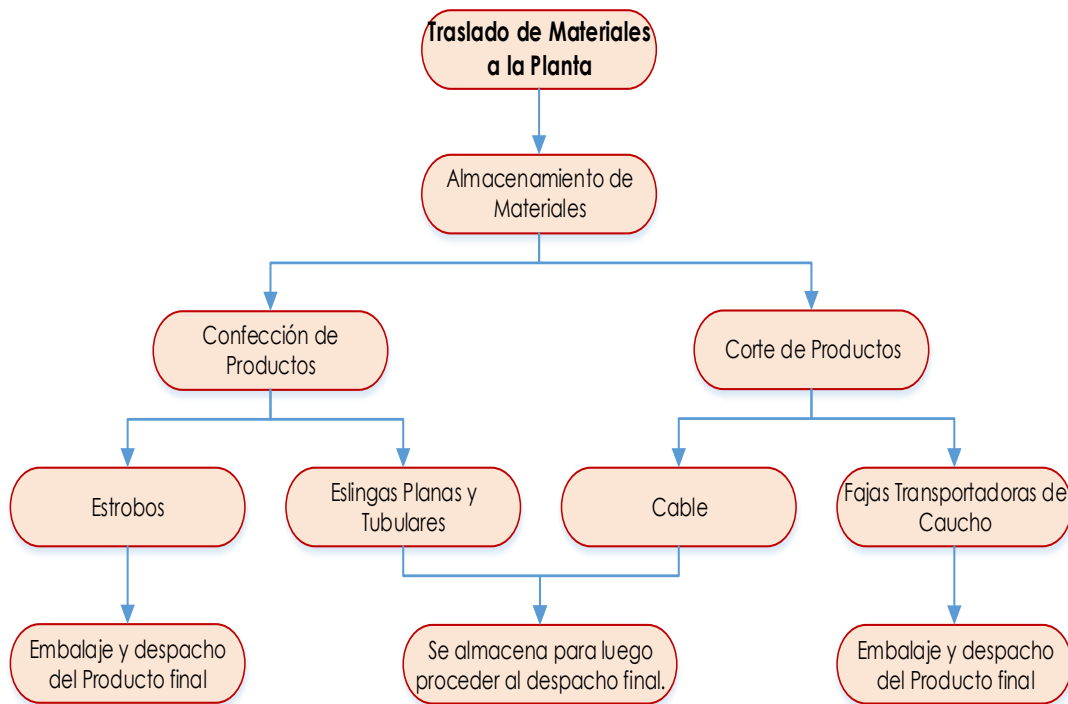 Traslado de Materiales
a la Planta
Almacenamiento de
Materiales
Confección de
Productos
Corte de Productos
Estrobos
Eslingas Planas y
Tubulares
Cable
Fajas Transportadoras de
Caucho
Embalaje y despacho
del Producto final
Se almacena para luego
proceder al despacho final.
Embalaje y despacho
del Producto final